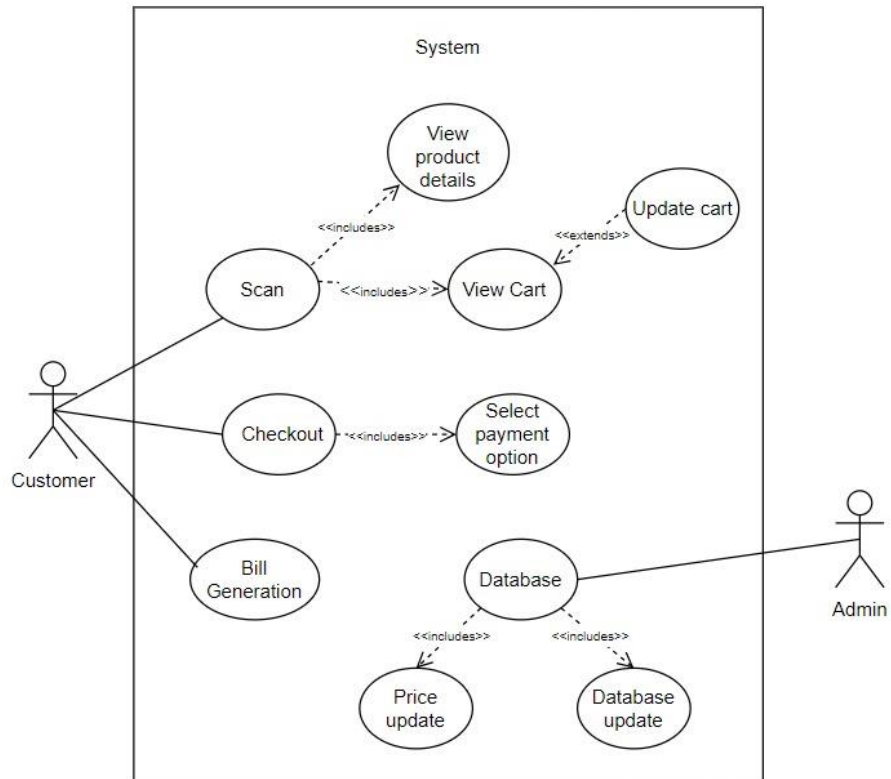 System
View
product
details
Update cart
<<includes>>
<<extends>>
Scan
<<includes>>
View Cart
Checkout
<<includes>>
Select
payment
option
Customer
Bill
Generation
Database
Admin
<<includes>>
<<includes>>
Price
update
Database
update